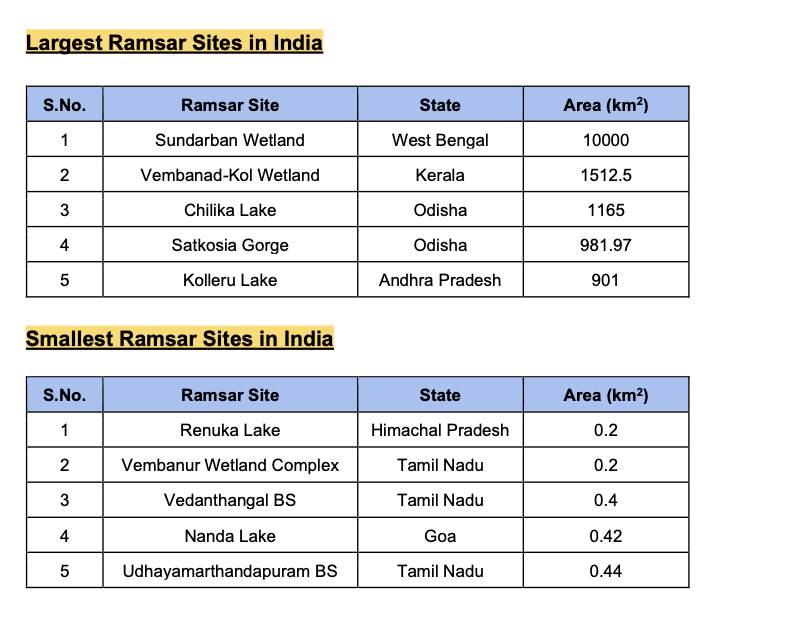 Largest Ramsar Sites in India
S.No. Ramsar Site State Area (km²)
1 Sundarban Wetland West Bengal 10000
2 Vembanad-Kol Wetland Kerala 1512.5
3 Chilika Lake Odisha 1165
4 Satkosia Gorge Odisha 981.97
5 Kolleru Lake Andhra Pradesh 901
Smallest Ramsar Sites in India
S.No. Ramsar Site State Area (km²)
1 Renuka Lake Himachal Pradesh 0.2
2 Vembanur Wetland Complex Tamil Nadu 0.2
3 Vedanthangal BS Tamil Nadu 0.4
4 Nanda Lake Goa 0.42
5 Udhayamarthandapuram BS Tamil Nadu 0.44